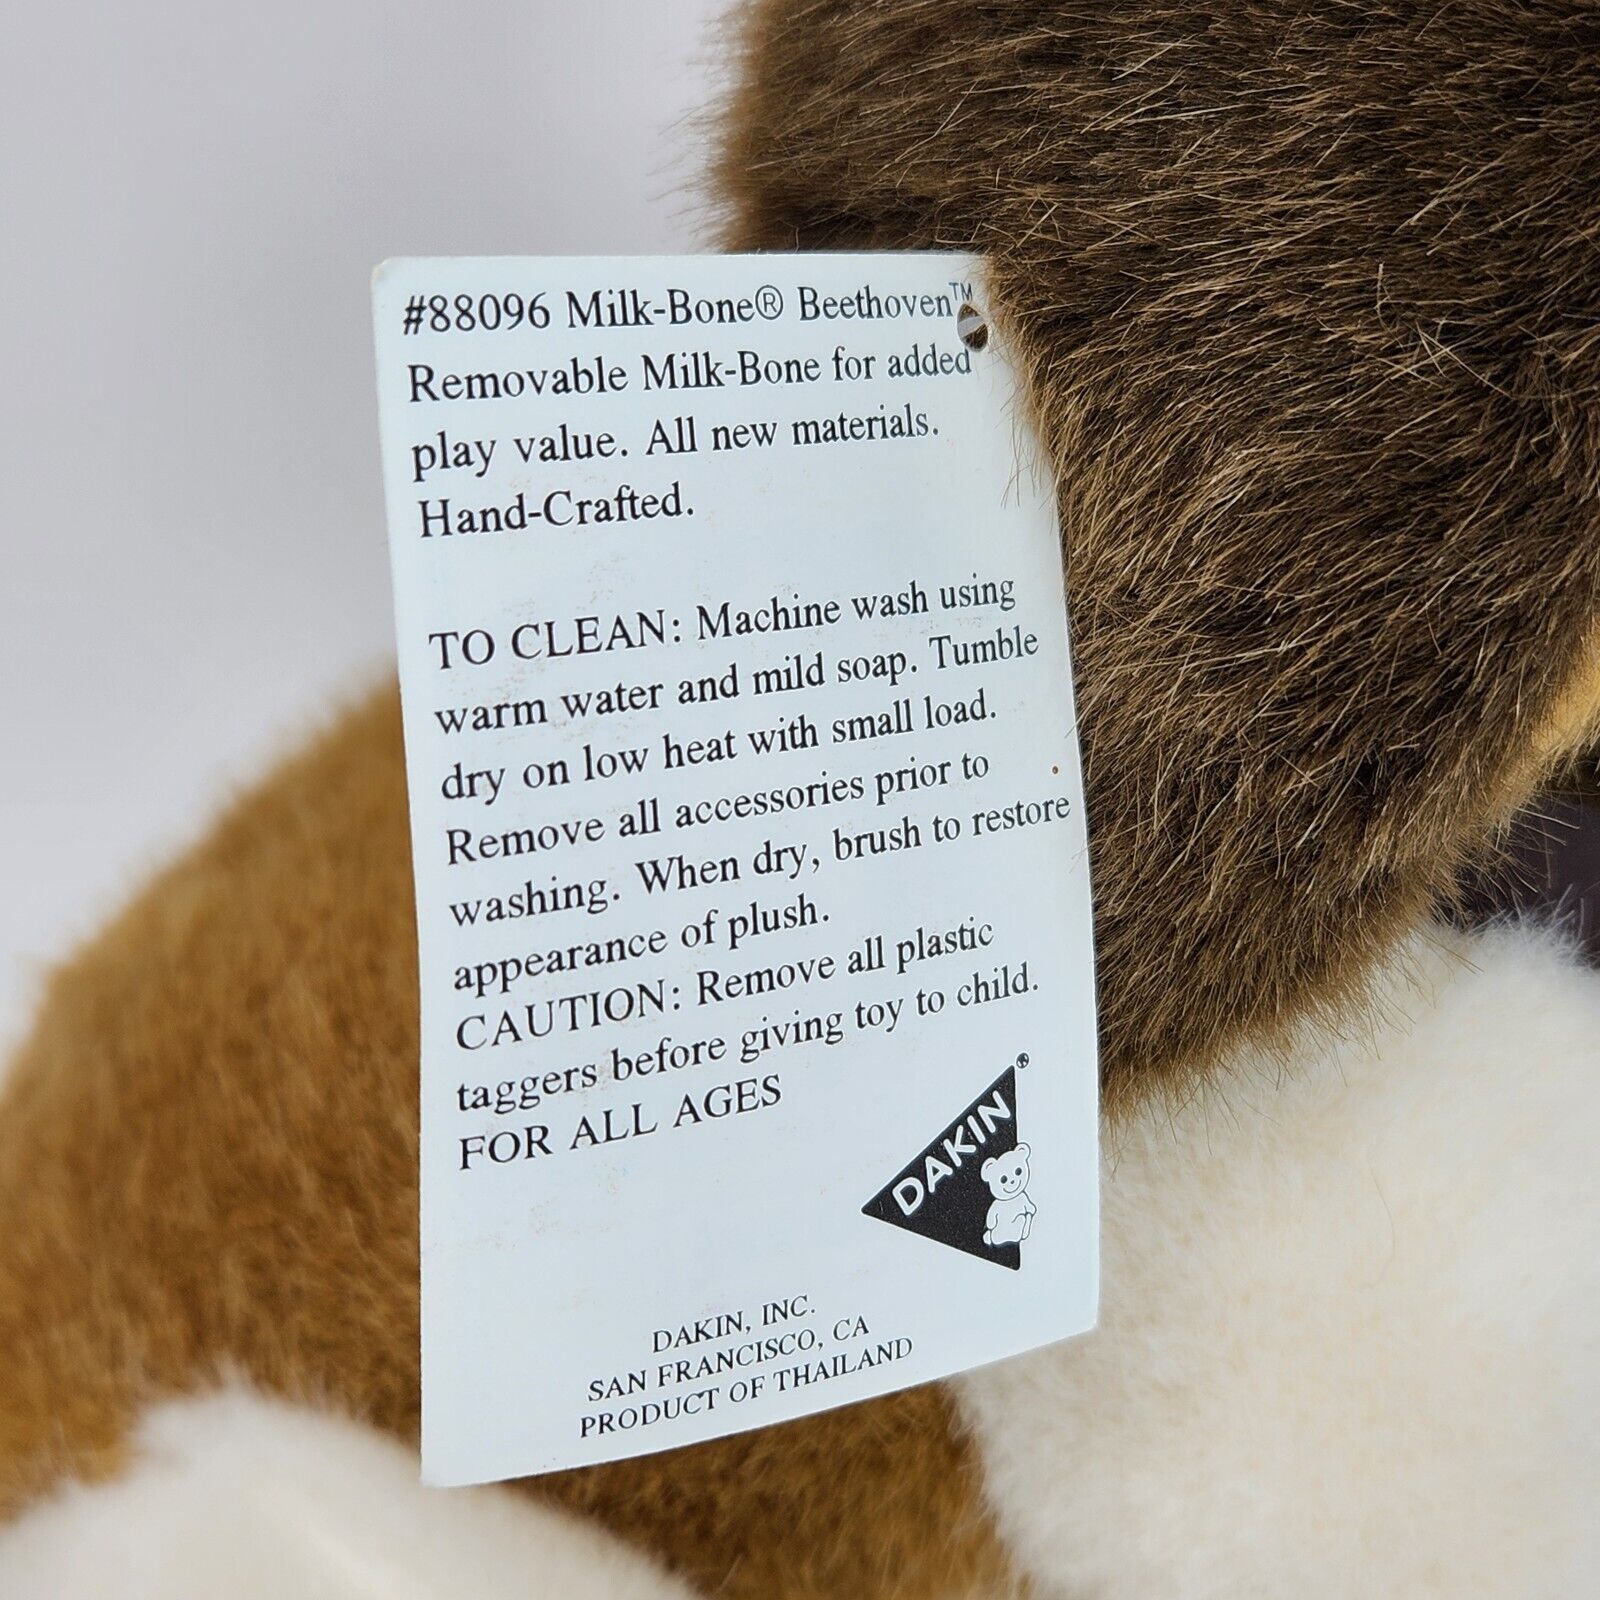 #88096 Milk-Bone® Beethoven™
Removable Milk-Bone for added
play value. All new materials.
Hand-Crafted.
TO CLEAN: Machine wash using
warm water and mild soap. Tumble
dry on low heat with small load.
Remove all accessories prior to
washing. When dry, brush to restore
appearance of plush.
CAUTION: Remove all plastic
taggers before giving toy to child.
FOR ALL AGES
DAKIN®
DAKIN, INC.
SAN FRANCISCO, CA
PRODUCT OF THAILAND